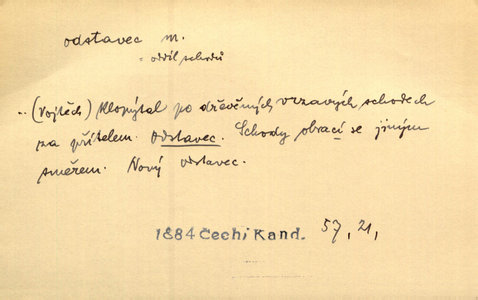 odstavec m.
= oddíl schodů
.. (Vojtěch) klopýtal po dřevěných vrzavých schodech
za přítelem. Odstavec. Schody obrací se jiným
směrem. Nový odstavec.
1884 Čech: Kand. 57, 21,